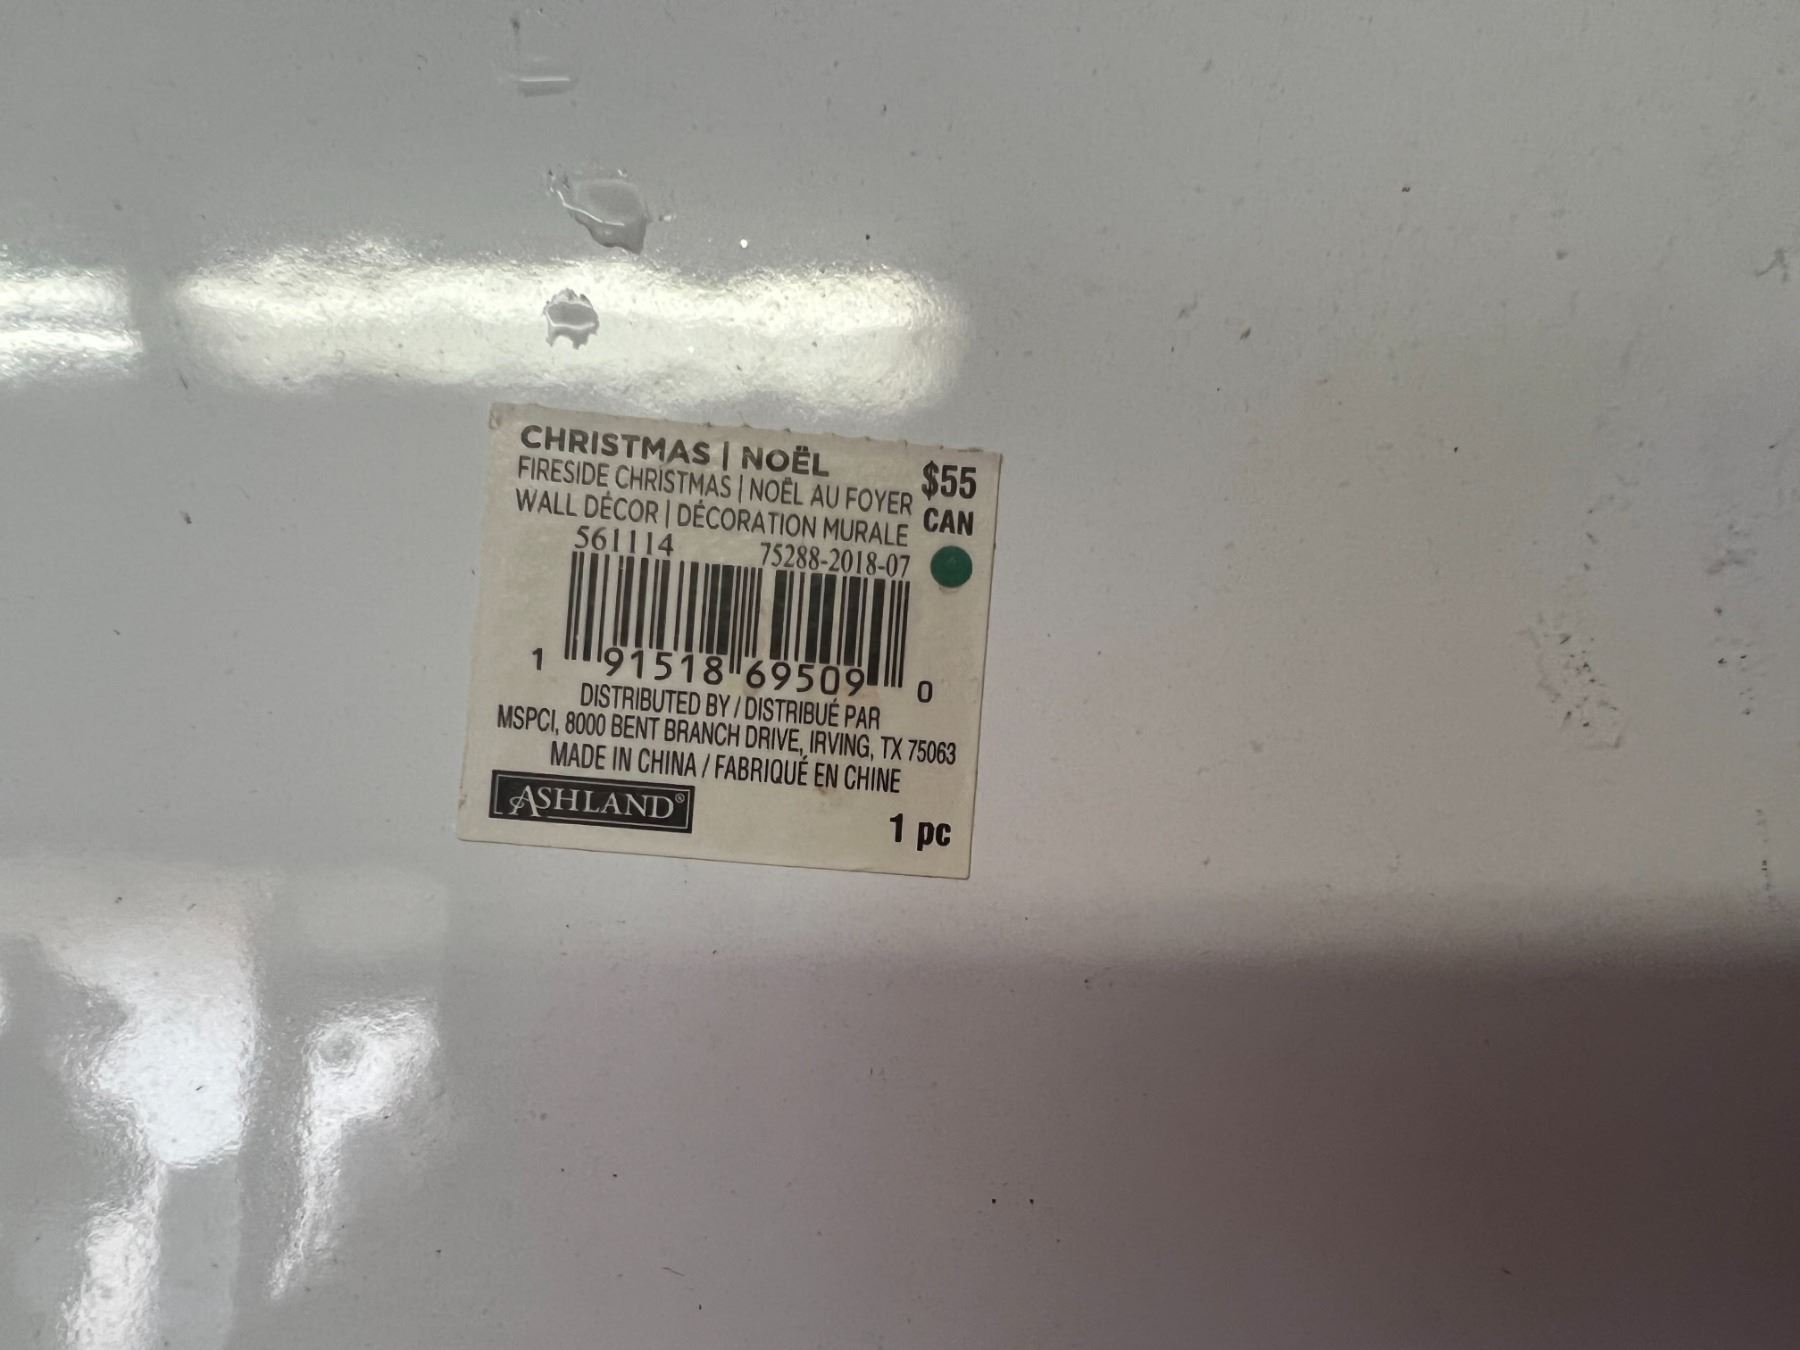 CHRISTMAS | NOËL
FIRESIDE CHRISTMAS | NOËL AU FOYER
WALL DÉCOR | DÉCORATION MURALE
$55
CAN
561114 75288-2018-07
1 91518 69509 0
DISTRIBUTED BY / DISTRIBUÉ PAR
MSPCI, 8000 BENT BRANCH DRIVE, IRVING, TX 75063
MADE IN CHINA / FABRIQUÉ EN CHINE
ASHLAND®
1 pc